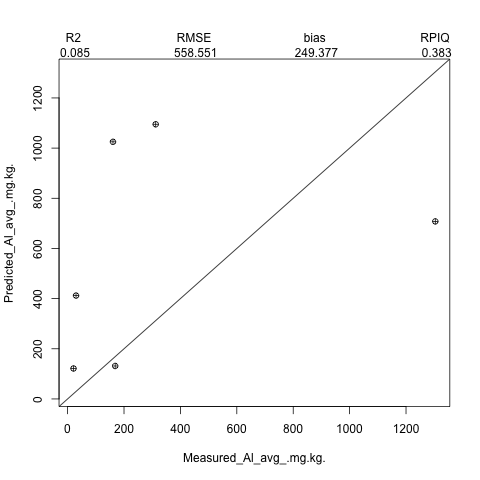 R2 RMSE bias RPIQ
0.085 558.551 249.377 0.383
Predicted_Al_avg_.mg.kg.
1200
1000
800
600
400
200
0
0 200 400 600 800 1000 1200
Measured_Al_avg_.mg.kg.